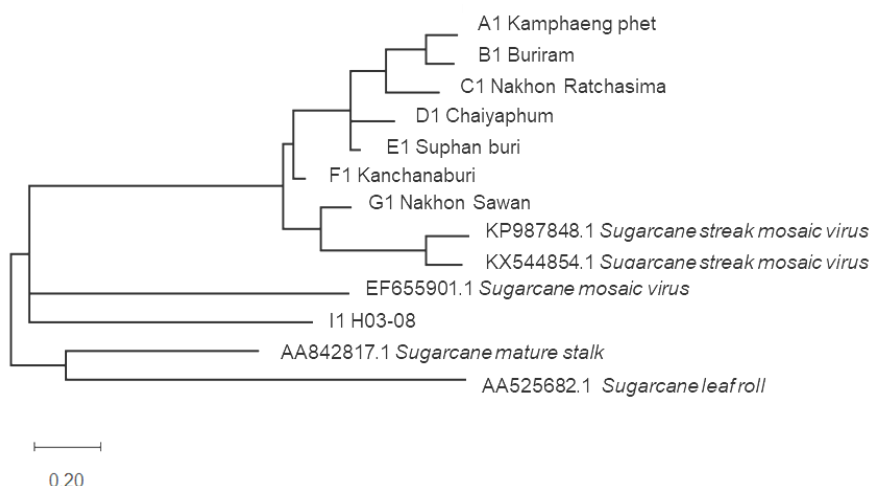 A1 Kamphaeng phet
B1 Buriram
C1 Nakhon Ratchasima
D1 Chaiyaphum
E1 Suphan buri
F1 Kanchanaburi
G1 Nakhon Sawan
KP987848.1 Sugarcane streak mosaic virus
KX544854.1 Sugarcane streak mosaic virus
EF655901.1 Sugarcane mosaic virus
I1 H03-08
AA842817.1 Sugarcane mature stalk
AA525682.1 Sugarcane leaf roll
0.20